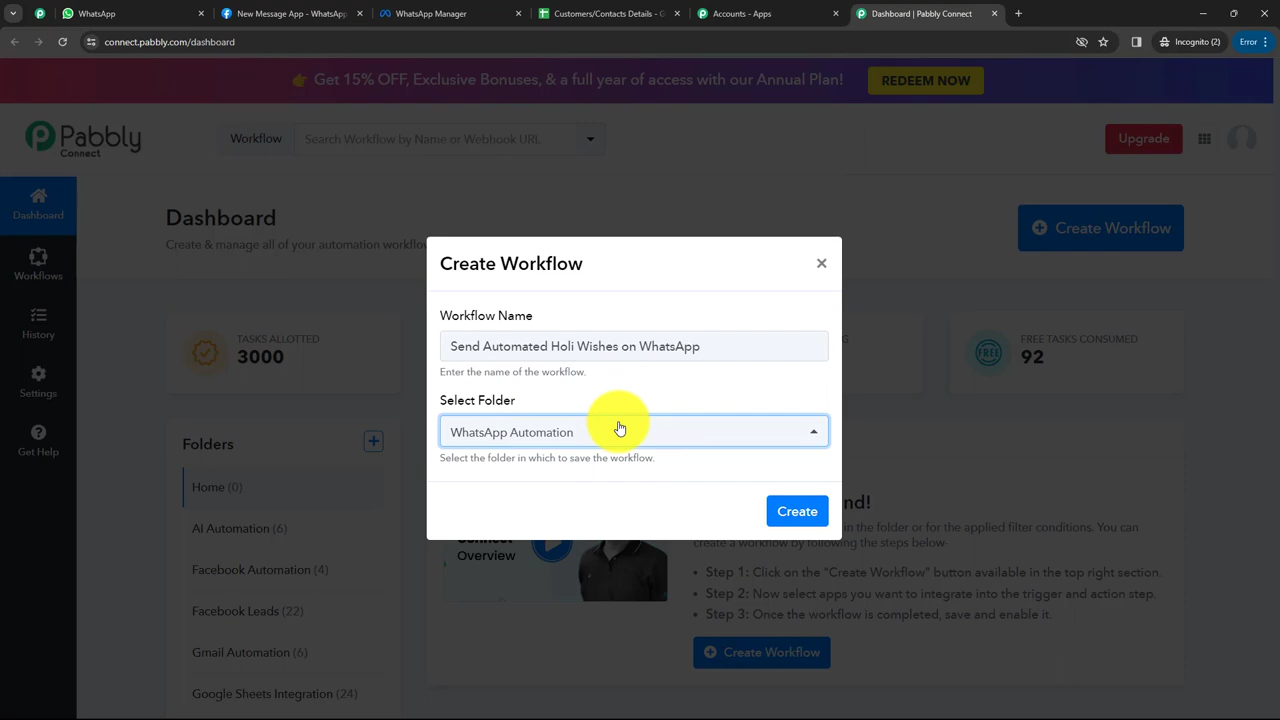 WhatsApp
New Message App - WhatsApp
WhatsApp Manager
Customers/Contacts Details - G
Accounts - Apps
Dashboard | Pabbly Connect
connect.pabbly.com/dashboard
Incognito (2)
Error
Get 15% OFF, Exclusive Bonuses, & a full year of access with our Annual Plan!
REDEEM NOW
Pabbly
Connect
Workflow
Search Workflow by Name or Webhook URL
Upgrade
Dashboard
Workflows
History
Settings
Get Help
Dashboard
Create & manage all of your automation workflow
Create Workflow
TASKS ALLOTTED
3000
FREE TASKS CONSUMED
92
Folders
Home (0)
AI Automation (6)
Facebook Automation (4)
Facebook Leads (22)
Gmail Automation (6)
Google Sheets Integration (24)
Create Workflow
Workflow Name
Send Automated Holi Wishes on WhatsApp
Enter the name of the workflow.
Select Folder
WhatsApp Automation
Select the folder in which to save the workflow.
Create
Overview
nd!
in the folder or for the applied filter conditions. You can
create a workflow by following the steps below-
• Step 1: Click on the "Create Workflow" button available in the top right section.
• Step 2: Now select apps you want to integrate into the trigger and action step.
• Step 3: Once the workflow is completed, save and enable it.
Create Workflow